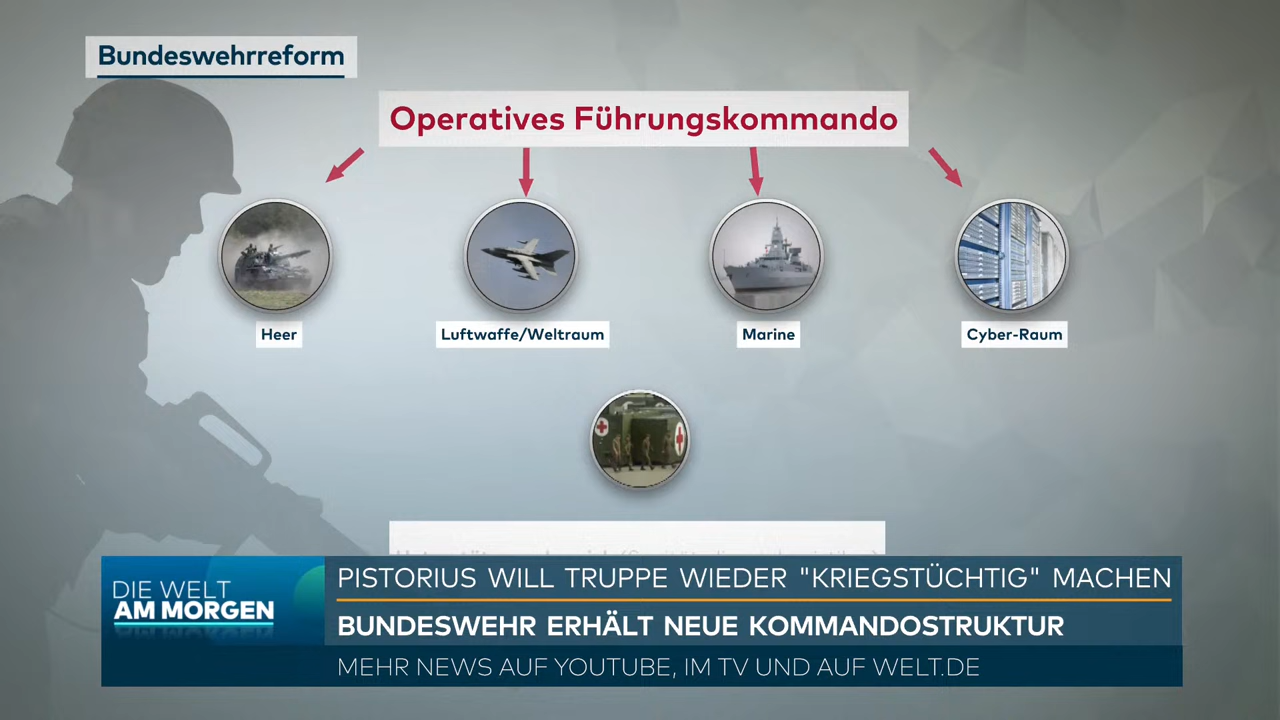 Bundeswehrreform
Operatives Führungskommando
Heer
Luftwaffe/Weltraum
Marine
Cyber-Raum
DIE WELT
AM MORGEN
PISTORIUS WILL TRUPPE WIEDER "KRIEGSTÜCHTIG" MACHEN
BUNDESWEHR ERHÄLT NEUE KOMMANDOSTRUKTUR
MEHR NEWS AUF YOUTUBE, IM TV UND AUF WELT.DE